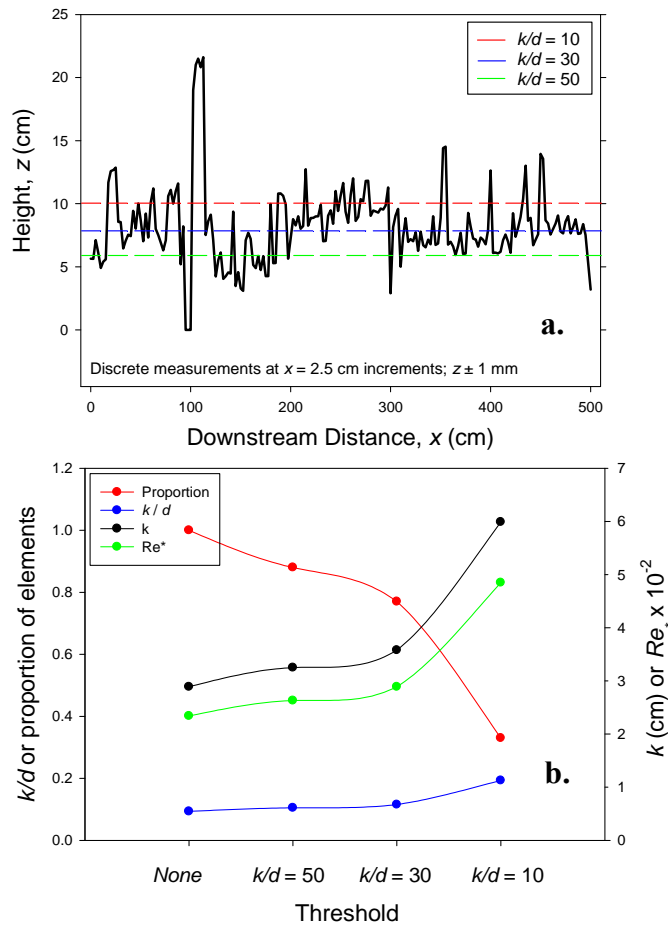 k/d = 10
k/d = 30
k/d = 50
25
20
15
10
5
0
Height, z (cm)
a.
Discrete measurements at x = 2.5 cm increments; z ± 1 mm
0 100 200 300 400 500
Downstream Distance, x (cm)
Proportion
k / d
k
Re*
1.2
1.0
0.8
0.6
0.4
0.2
0.0
k/d or proportion of elements
7
6
5
4
3
2
1
0
k (cm) or Re* x 10-2
b.
None k/d = 50 k/d = 30 k/d = 10
Threshold